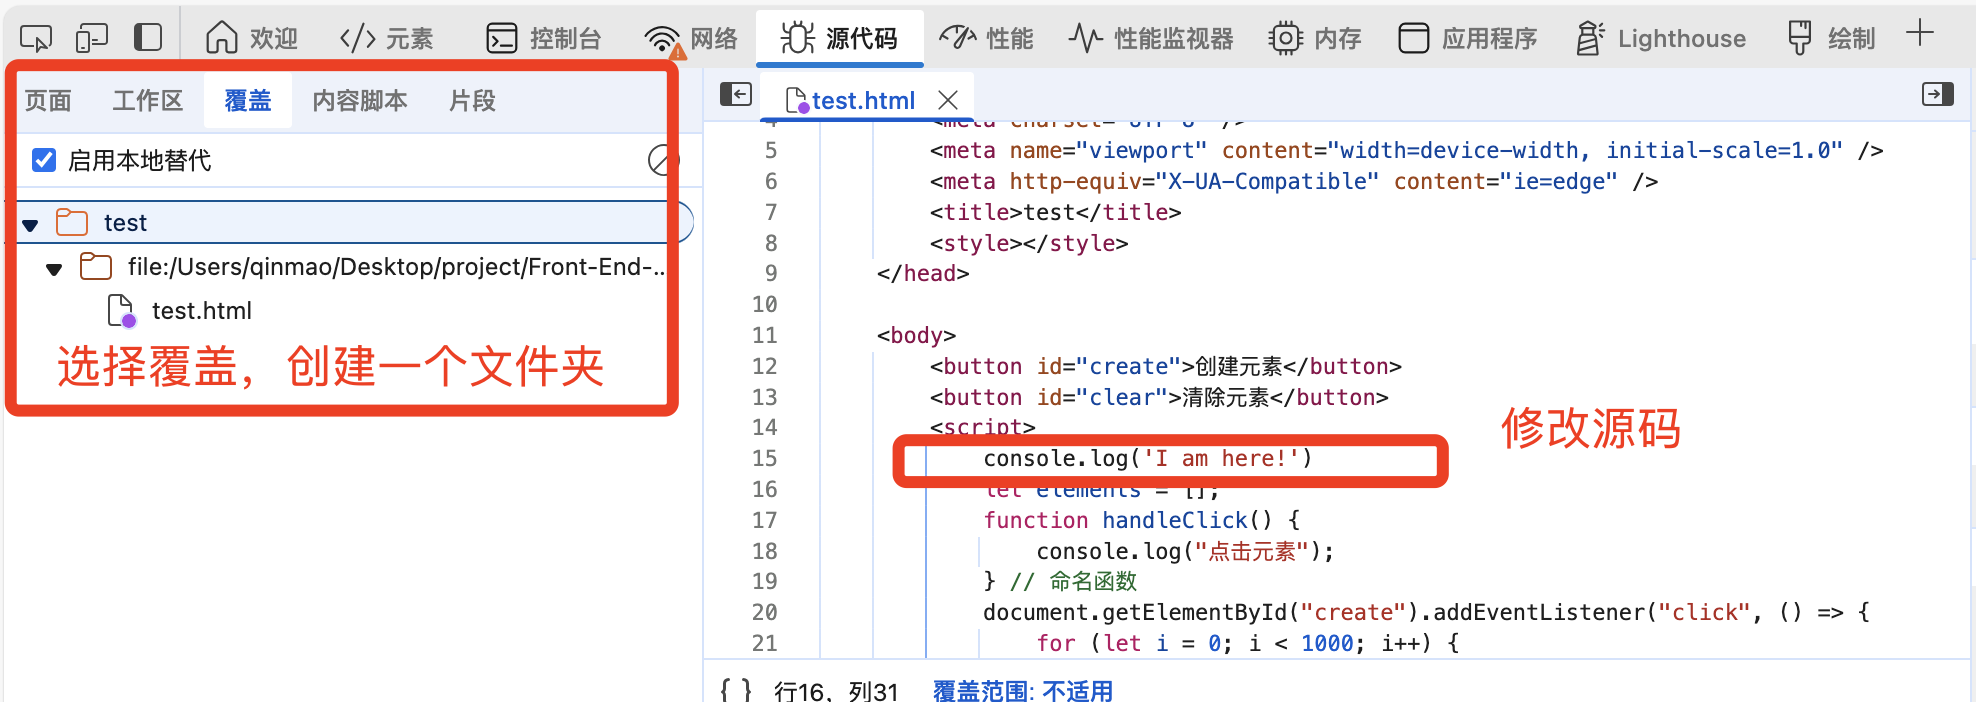 欢迎 元素 控制台 网络 源代码 性能 性能监视器 内存 应用程序 Lighthouse 绘制
页面 工作区 覆盖 内容脚本 片段
启用本地替代
test
file:/Users/qinmao/Desktop/project/Front-End-...
test.html
选择覆盖，创建一个文件夹
test.html
4 <meta charset="UTF-8" />
5 <meta name="viewport" content="width=device-width, initial-scale=1.0" />
6 <meta http-equiv="X-UA-Compatible" content="ie=edge" />
7 <title>test</title>
8 <style></style>
9 </head>
10
11 <body>
12 <button id="create">创建元素</button>
13 <button id="clear">清除元素</button>
14 <script>
15 console.log('I am here!')
修改源码
16 let elements = [];
17 function handleClick() {
18 console.log("点击元素");
19 } // 命名函数
20 document.getElementById("create").addEventListener("click", () => {
21 for (let i = 0; i < 1000; i++) {
{ } 行16，列31 覆盖范围: 不适用